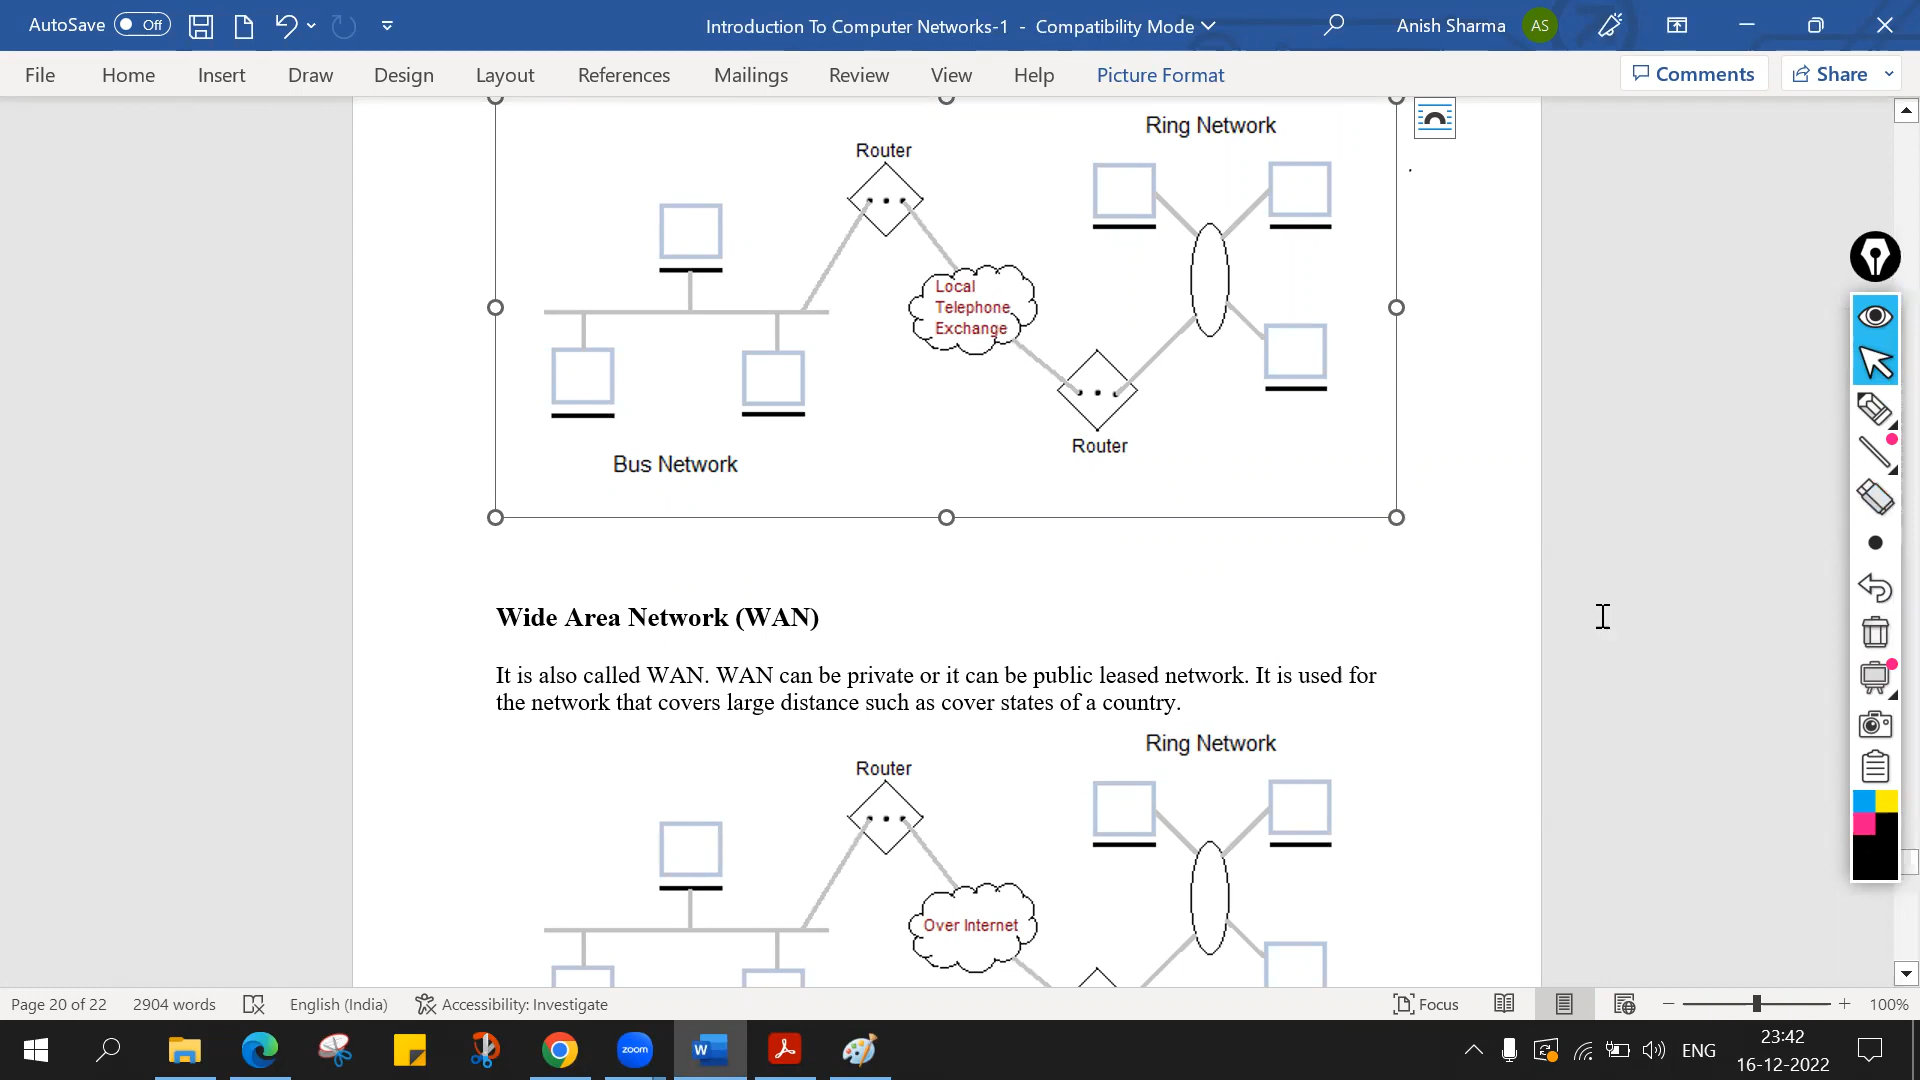 AutoSave Off
Introduction To Computer Networks-1 - Compatibility Mode
Anish Sharma AS
File Home Insert Draw Design Layout References Mailings Review View Help Picture Format
Comments Share
Ring Network
Router
Local
Telephone
Exchange
Router
Bus Network
Wide Area Network (WAN)
It is also called WAN. WAN can be private or it can be public leased network. It is used for
the network that covers large distance such as cover states of a country.
Ring Network
Router
Over Internet
Page 20 of 22 2904 words English (India) Accessibility: Investigate Focus 100%
zoom
W
ENG
23:42
16-12-2022